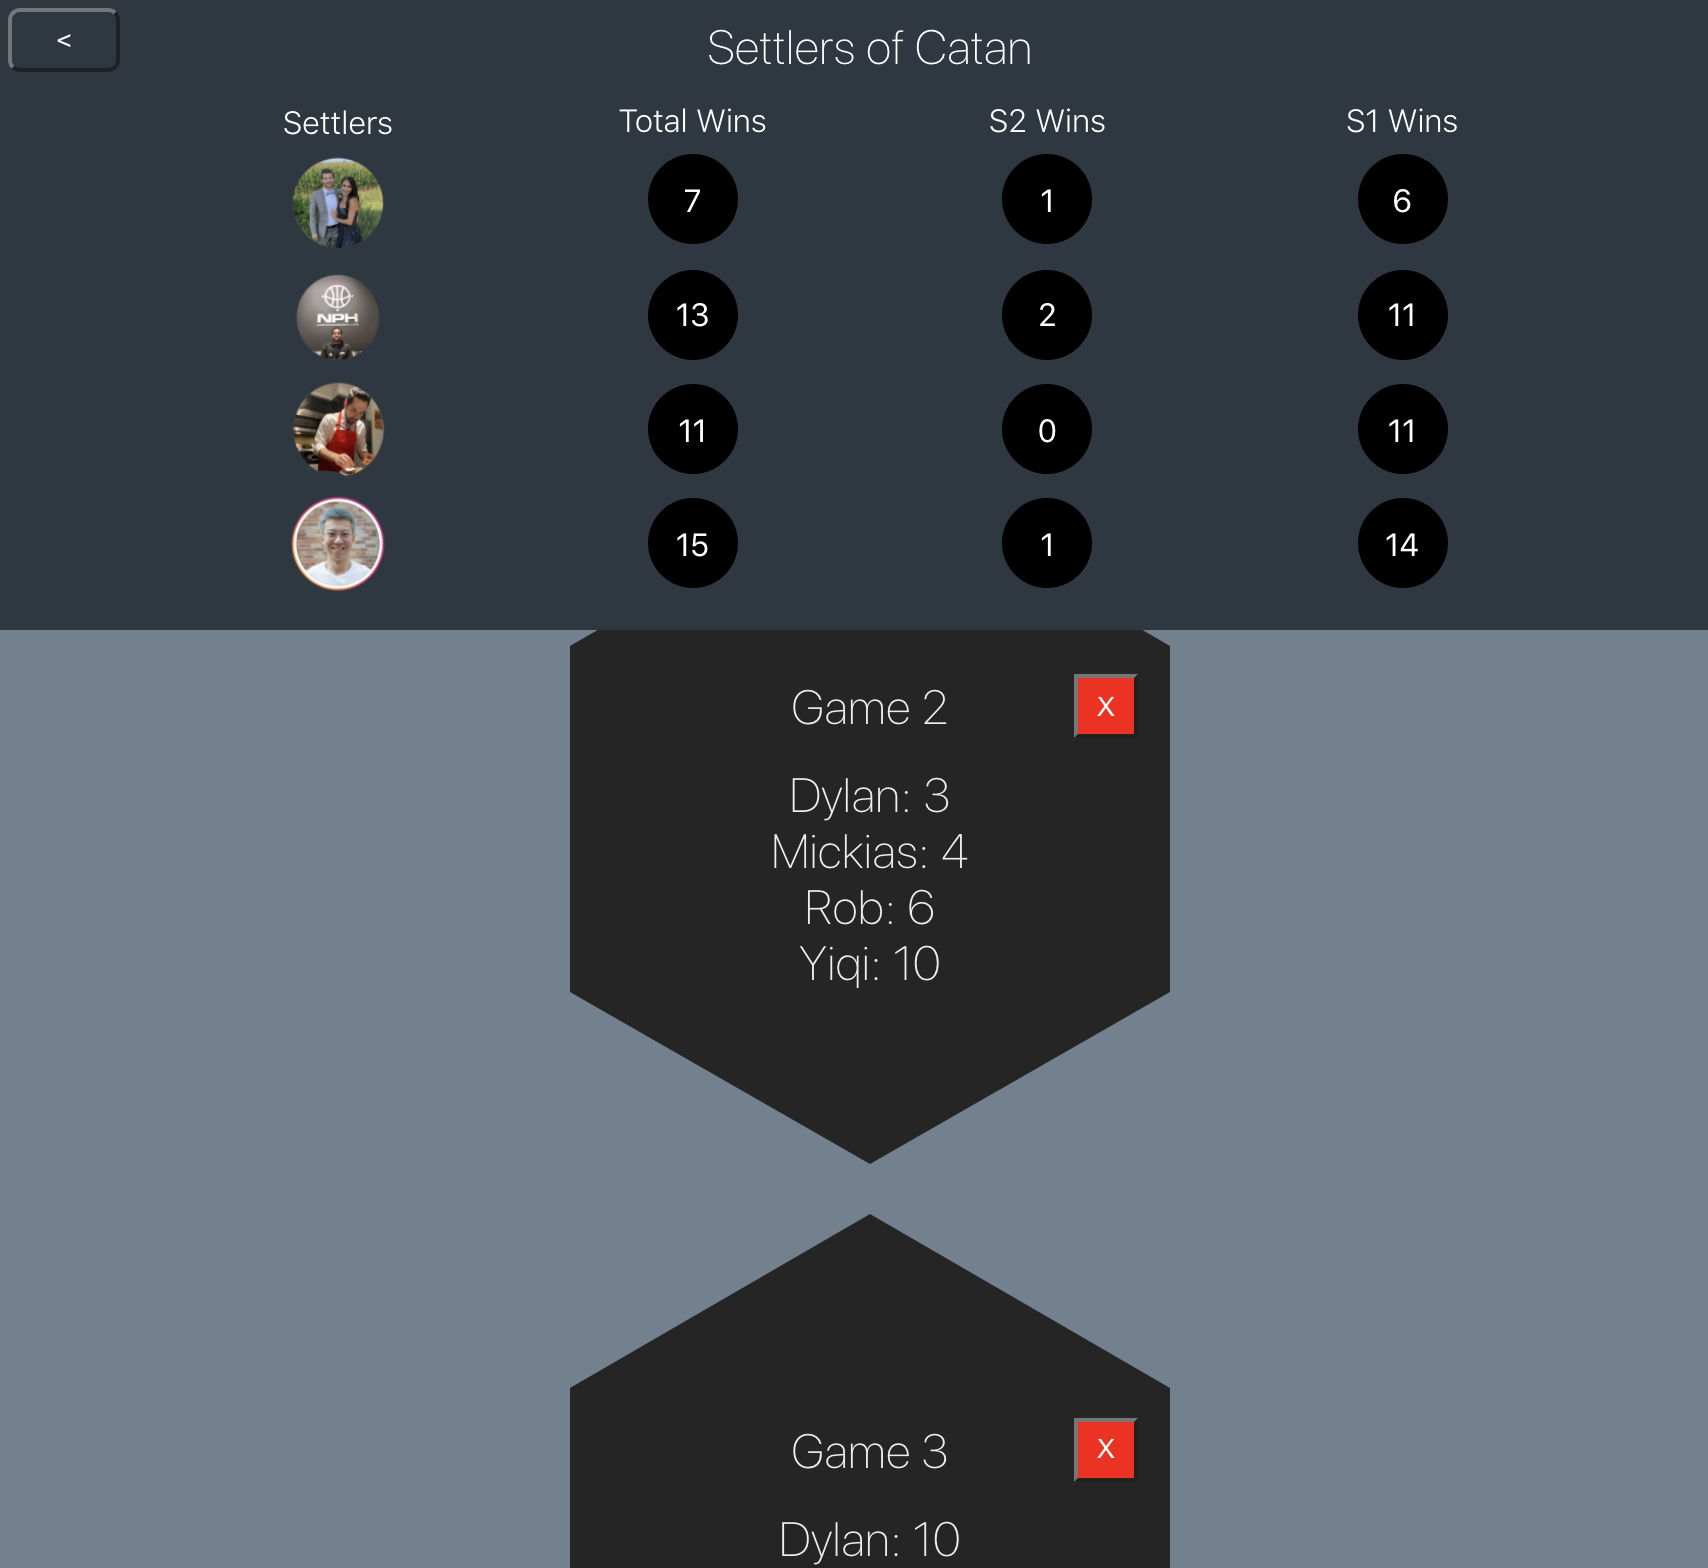 <
Settlers of Catan
Settlers Total Wins S2 Wins S1 Wins
7 1 6
NPH
13 2 11
11 0 11
15 1 14
Game 2
X
Dylan: 3
Mickias: 4
Rob: 6
Yiqi: 10
Game 3
X
Dylan: 10